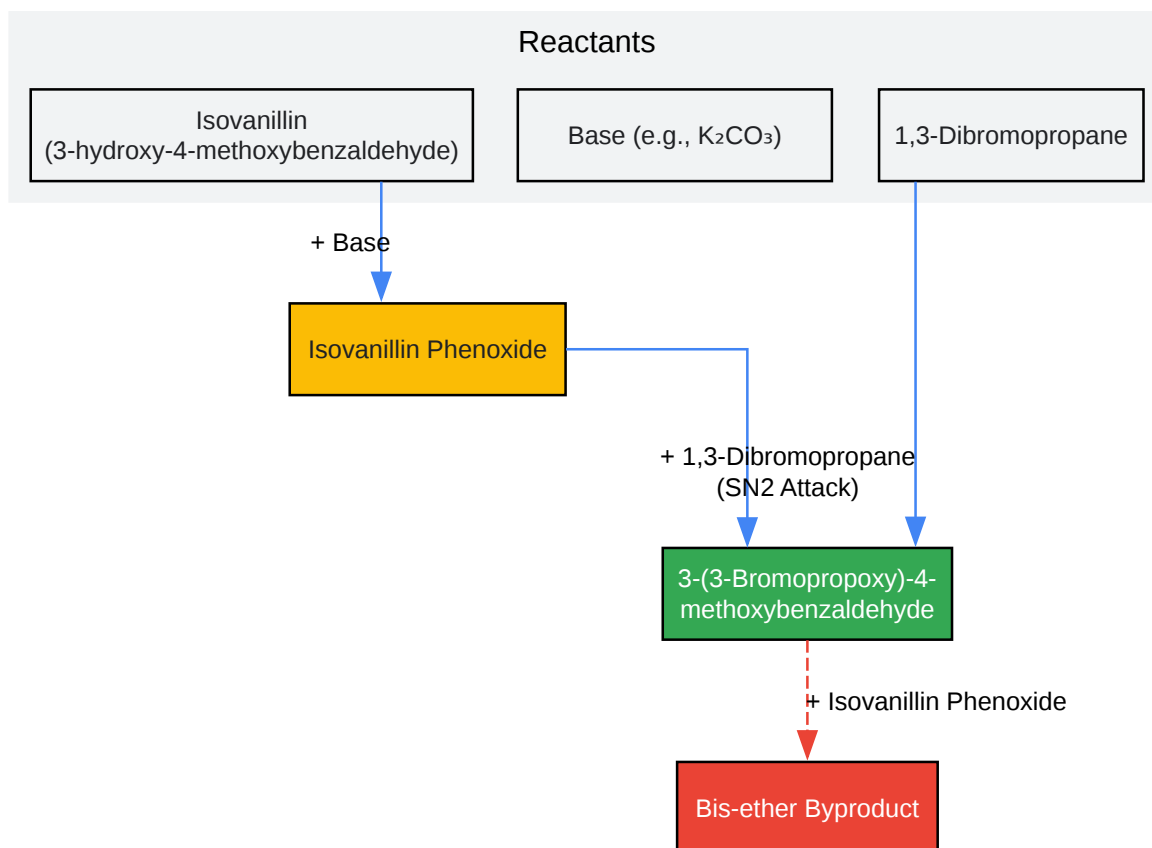 Reactants
Isovanillin
(3-hydroxy-4-methoxybenzaldehyde)
Base (e.g., K₂CO₃)
1,3-Dibromopropane
+ Base
Isovanillin Phenoxide
+ 1,3-Dibromopropane
(SN2 Attack)
3-(3-Bromopropoxy)-4-
methoxybenzaldehyde
+ Isovanillin Phenoxide
Bis-ether Byproduct